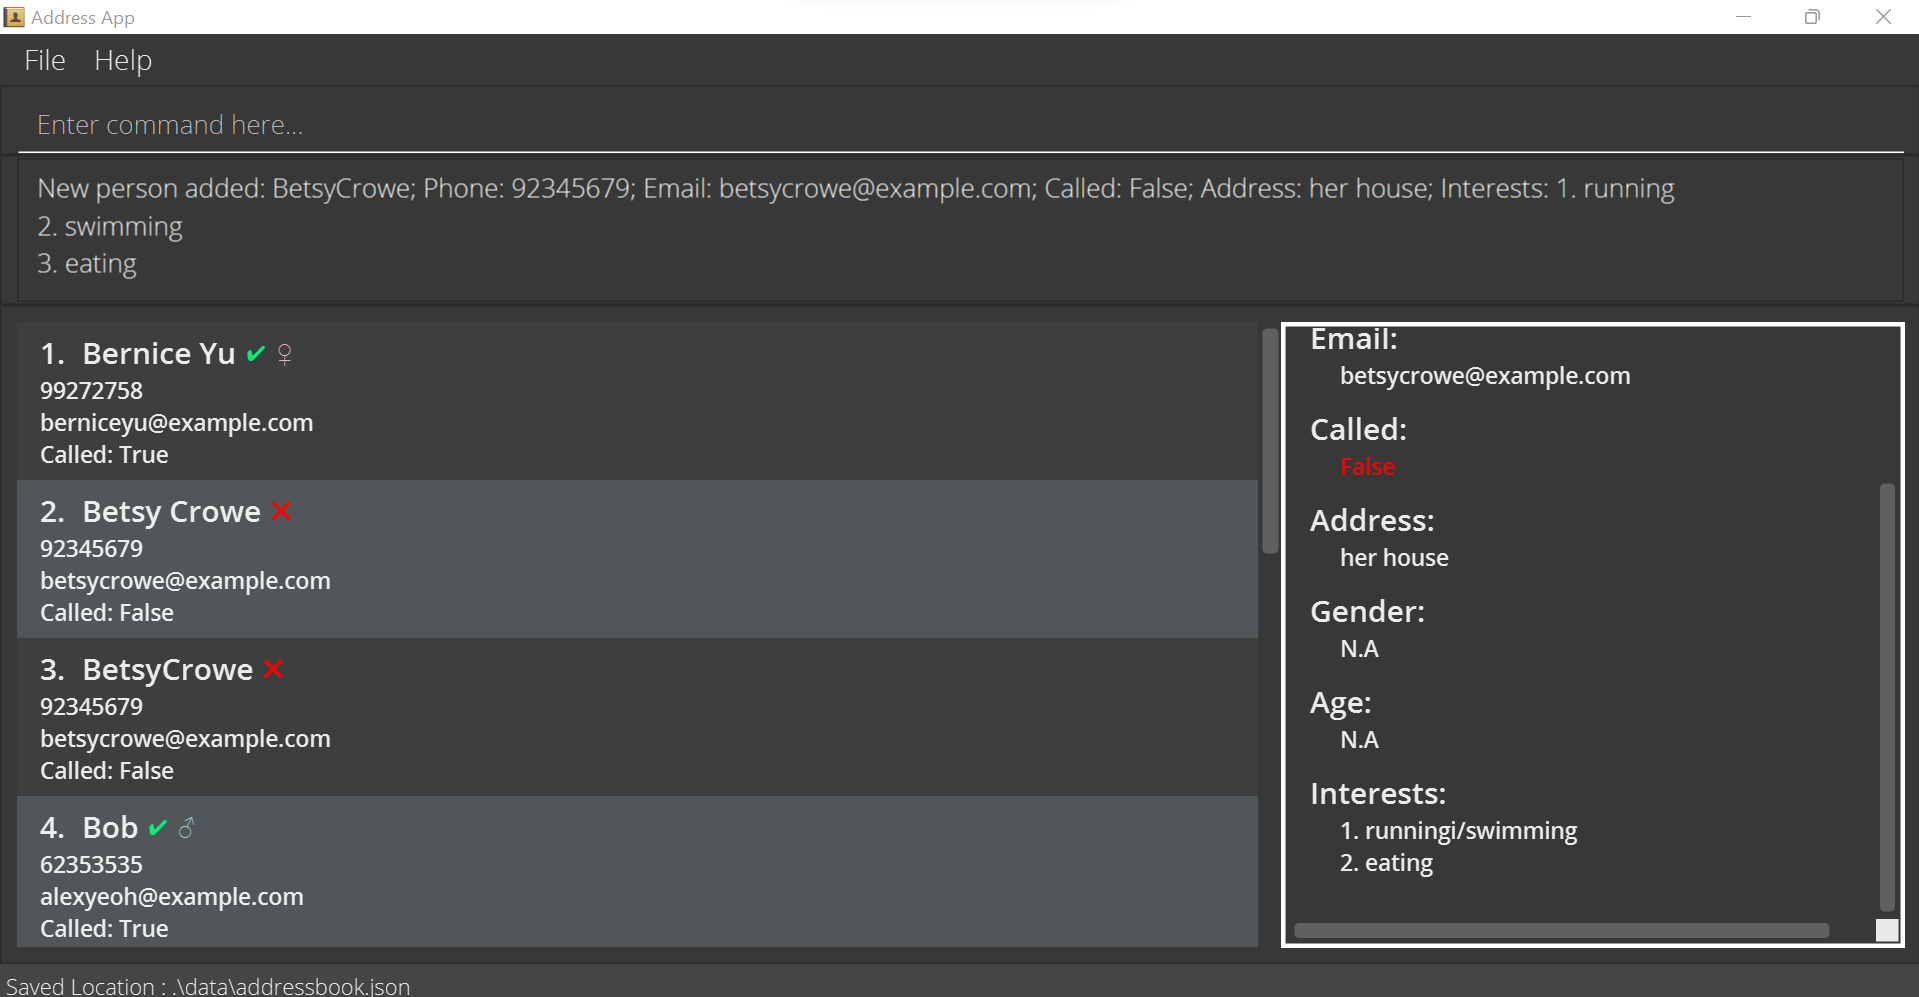 Address App
File Help
Enter command here...
New person added: BetsyCrowe; Phone: 92345679; Email: betsycrowe@example.com; Called: False; Address: her house; Interests: 1. running
2. swimming
3. eating
1. Bernice Yu ✔ ♀
99272758
berniceyu@example.com
Called: True
2. Betsy Crowe ❌
92345679
betsycrowe@example.com
Called: False
3. BetsyCrowe ❌
92345679
betsycrowe@example.com
Called: False
4. Bob ✔ ♂
62353535
alexyeoh@example.com
Called: True
Email:
betsycrowe@example.com
Called:
False
Address:
her house
Gender:
N.A
Age:
N.A
Interests:
1. runningi/swimming
2. eating
Saved Location : .\data\addressbook.json